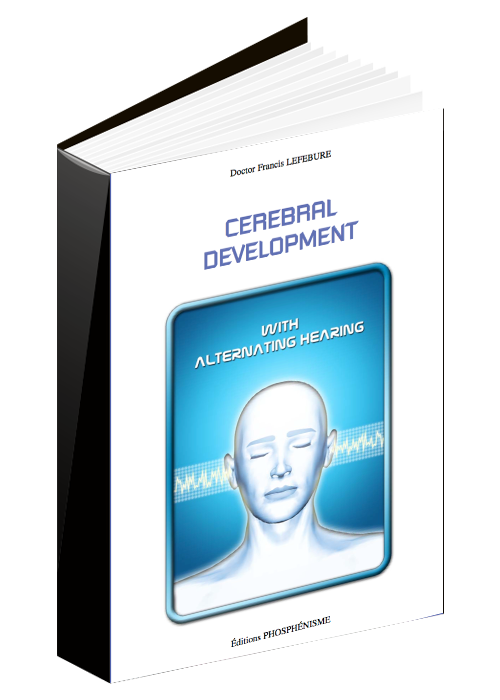 Doctor Francis LEFEBURE
CEREBRAL
DEVELOPMENT
WITH
ALTERNATING HEARING
Éditions PHOSPHÉNISME